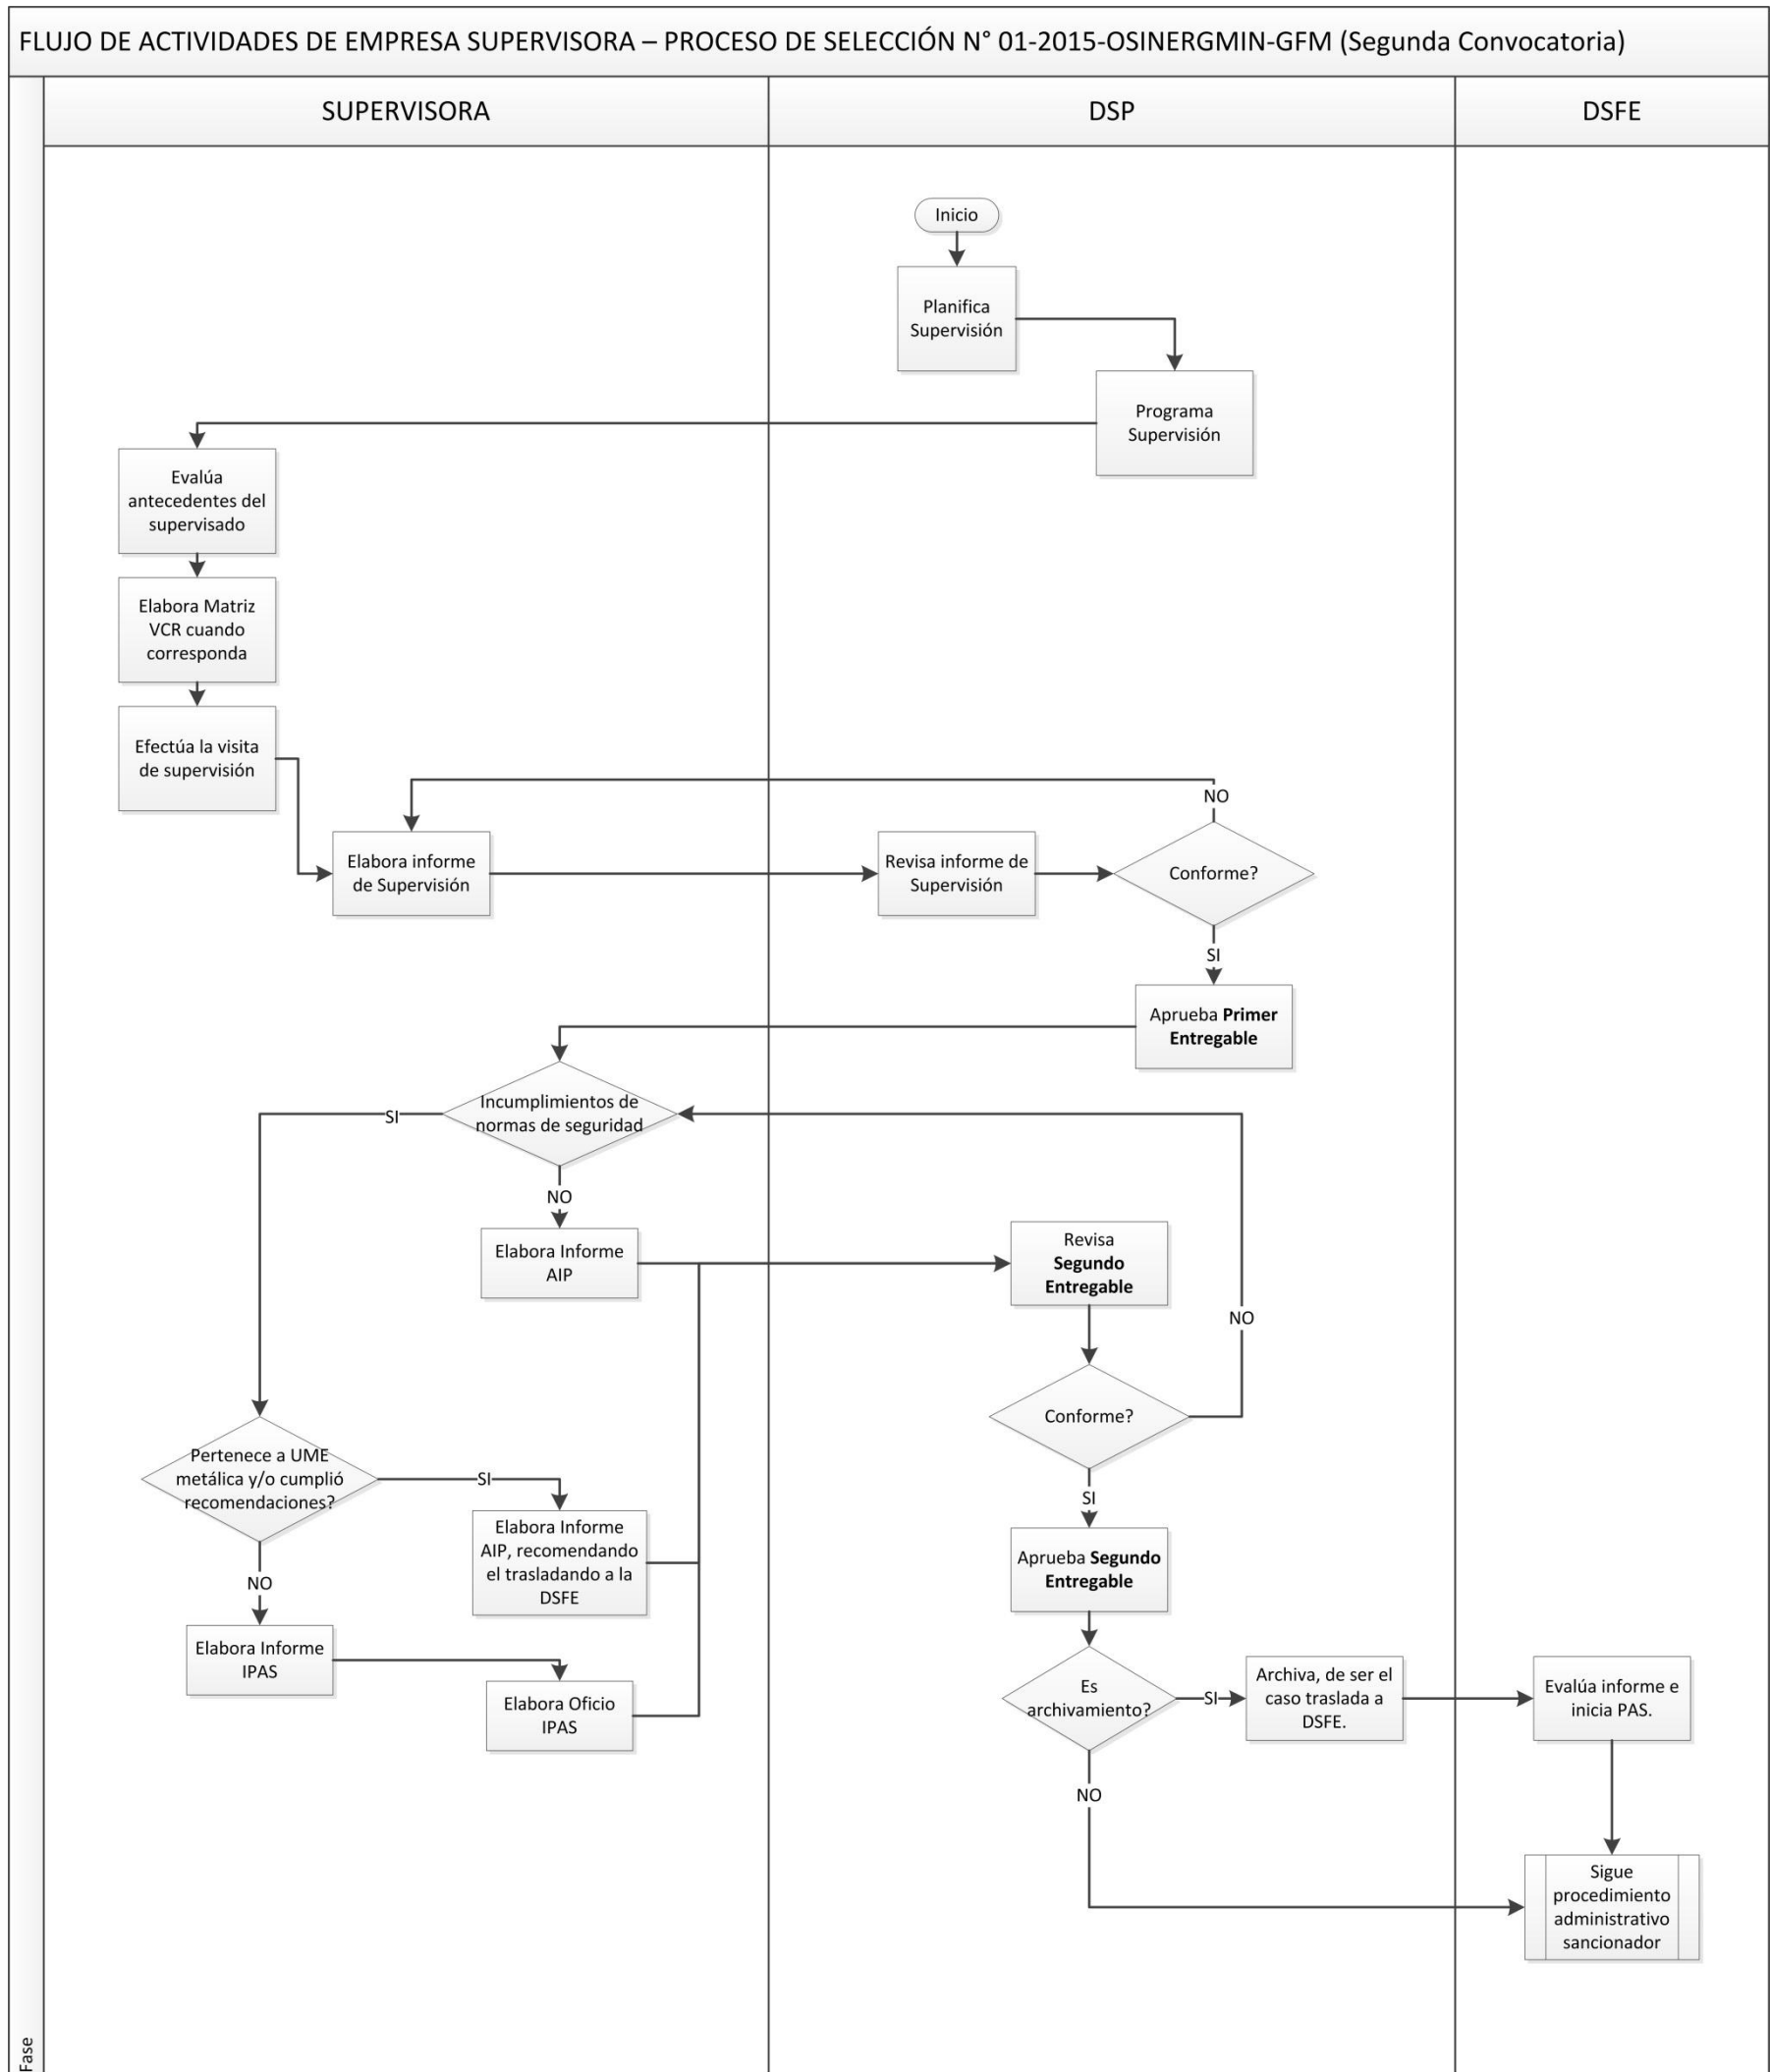 FLUJO DE ACTIVIDADES DE EMPRESA SUPERVISORA – PROCESO DE SELECCIÓN N° 01-2015-OSINERGMIN-GFM (Segunda Convocatoria)
SUPERVISORA
DSP
DSFE
Inicio
Planifica
Supervisión
Programa
Supervisión
Evalúa
antecedentes del
supervisado
Elabora Matriz
VCR cuando
corresponda
Efectúa la visita
de supervisión
NO
Elabora informe
de Supervisión
Revisa informe de
Supervisión
Conforme?
SI
Aprueba Primer
Entregable
Incumplimientos de
normas de seguridad
SI
NO
Elabora Informe
AIP
Revisa
Segundo
Entregable
NO
Conforme?
Pertenece a UME
metálica y/o cumplió
recomendaciones?
SI
SI
Elabora Informe
AIP, recomendando
el trasladando a la
DSFE
Aprueba Segundo
Entregable
NO
Elabora Informe
IPAS
Elabora Oficio
IPAS
Es
archivamiento?
SI
Archiva, de ser el
caso traslada a
DSFE.
Evalúa informe e
inicia PAS.
NO
Sigue
procedimiento
administrativo
sancionador
Fase